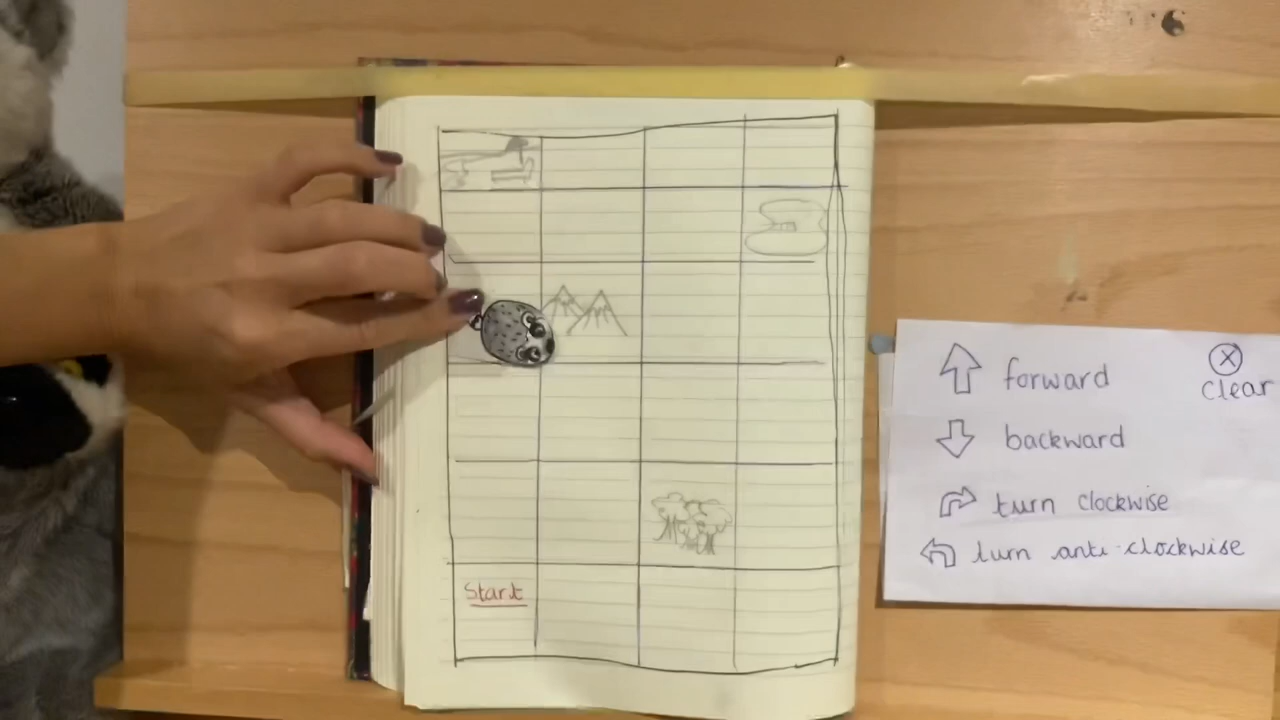 Start
forward
clear
backward
turn clockwise
turn anti-clockwise